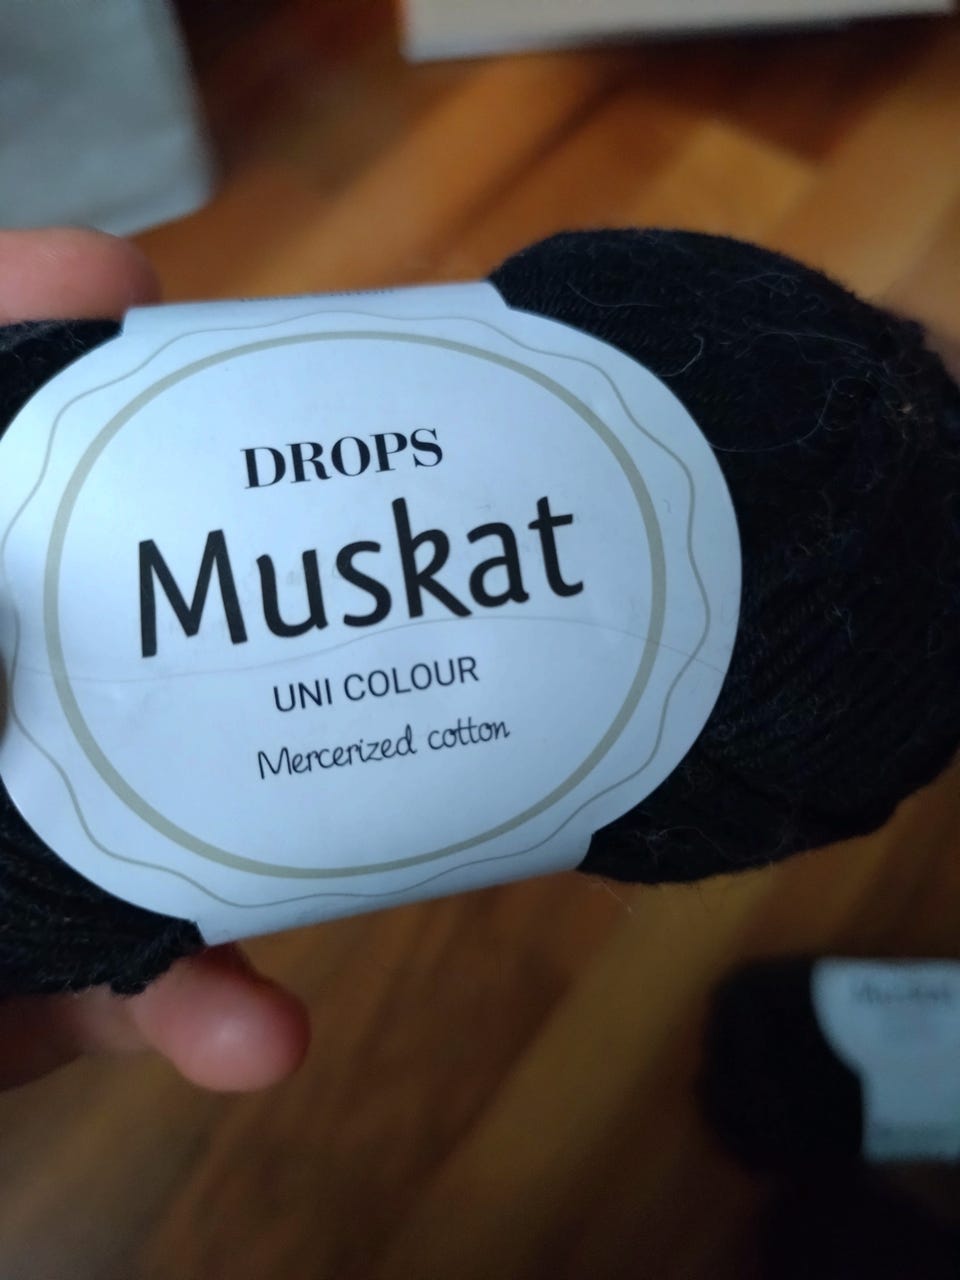 DROPS
Muskat
UNI COLOUR
Mercerized cotton